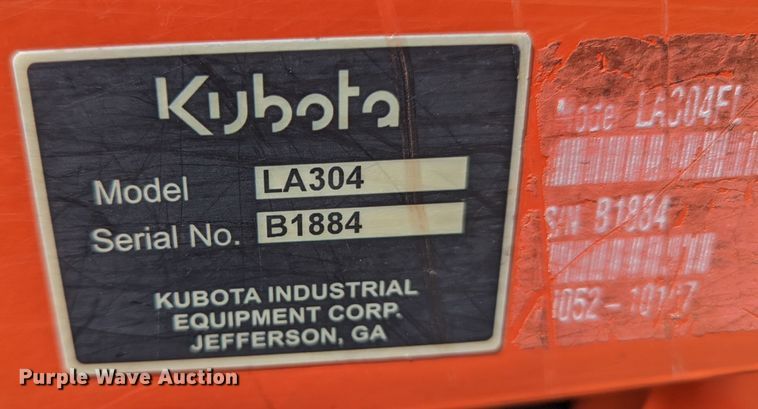 Kubota
Model LA304
Serial No. B1884
KUBOTA INDUSTRIAL
EQUIPMENT CORP.
JEFFERSON, GA
LA304FL
S/N B1884
Purple Wave Auction